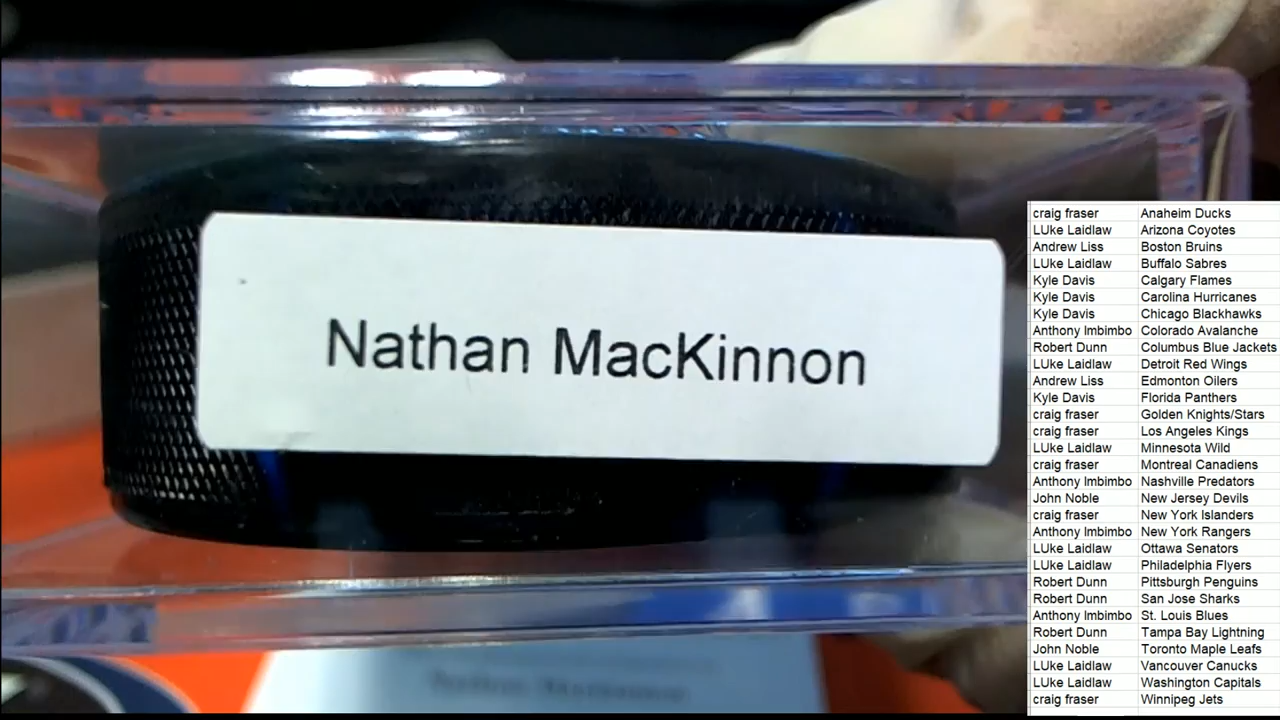 Nathan MacKinnon
craig fraser Anaheim Ducks
LUke Laidlaw Arizona Coyotes
Andrew Liss Boston Bruins
LUke Laidlaw Buffalo Sabres
Kyle Davis Calgary Flames
Kyle Davis Carolina Hurricanes
Kyle Davis Chicago Blackhawks
Anthony Imbimbo Colorado Avalanche
Robert Dunn Columbus Blue Jackets
LUke Laidlaw Detroit Red Wings
Andrew Liss Edmonton Oilers
Kyle Davis Florida Panthers
craig fraser Golden Knights/Stars
craig fraser Los Angeles Kings
LUke Laidlaw Minnesota Wild
craig fraser Montreal Canadiens
Anthony Imbimbo Nashville Predators
John Noble New Jersey Devils
craig fraser New York Islanders
Anthony Imbimbo New York Rangers
LUke Laidlaw Ottawa Senators
LUke Laidlaw Philadelphia Flyers
Robert Dunn Pittsburgh Penguins
Robert Dunn San Jose Sharks
Anthony Imbimbo St. Louis Blues
Robert Dunn Tampa Bay Lightning
John Noble Toronto Maple Leafs
LUke Laidlaw Vancouver Canucks
LUke Laidlaw Washington Capitals
craig fraser Winnipeg Jets